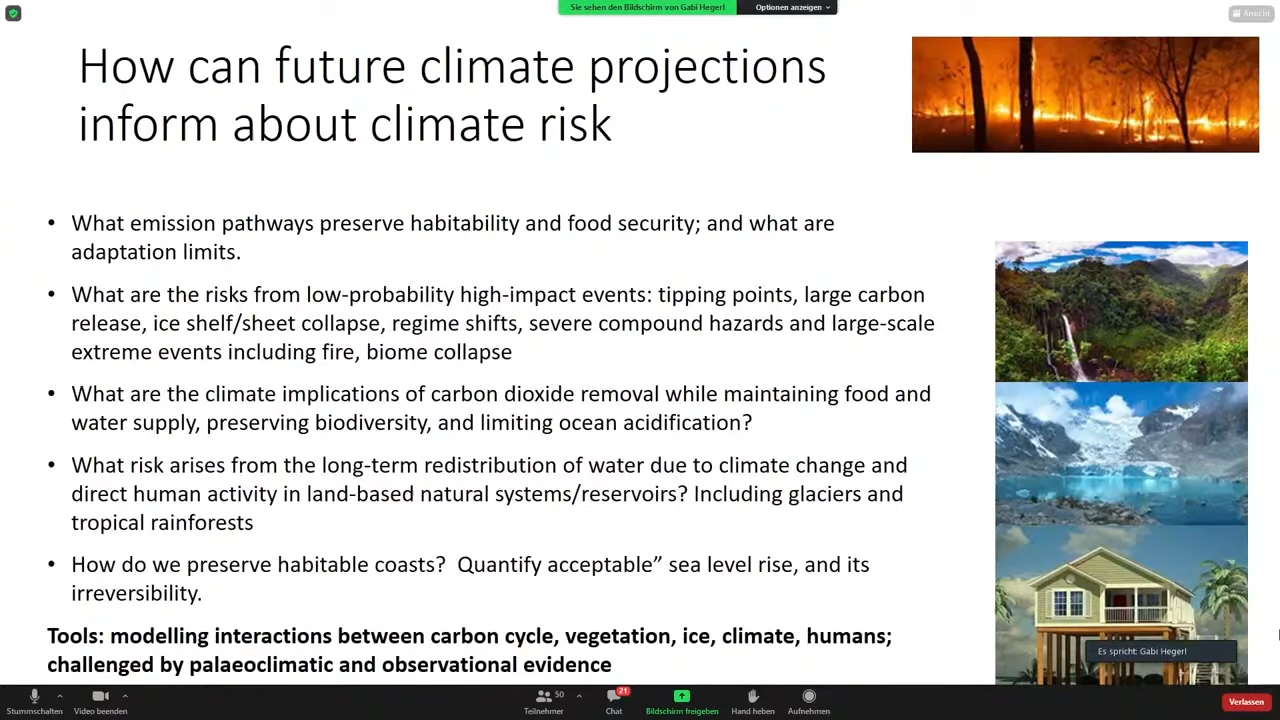 Sie sehen den Bildschirm von Gabi Hegerl
Optionen anzeigen
Ansicht
How can future climate projections
inform about climate risk
• What emission pathways preserve habitability and food security; and what are
adaptation limits.
• What are the risks from low-probability high-impact events: tipping points, large carbon
release, ice shelf/sheet collapse, regime shifts, severe compound hazards and large-scale
extreme events including fire, biome collapse
• What are the climate implications of carbon dioxide removal while maintaining food and
water supply, preserving biodiversity, and limiting ocean acidification?
• What risk arises from the long-term redistribution of water due to climate change and
direct human activity in land-based natural systems/reservoirs? Including glaciers and
tropical rainforests
• How do we preserve habitable coasts?  Quantify acceptable” sea level rise, and its
irreversibility.
Tools: modelling interactions between carbon cycle, vegetation, ice, climate, humans;
challenged by palaeoclimatic and observational evidence
Es spricht: Gabi Hegerl
Stummschalten
Video beenden
50
Teilnehmer
21
Chat
Bildschirm freigeben
Hand heben
Aufnehmen
Verlassen